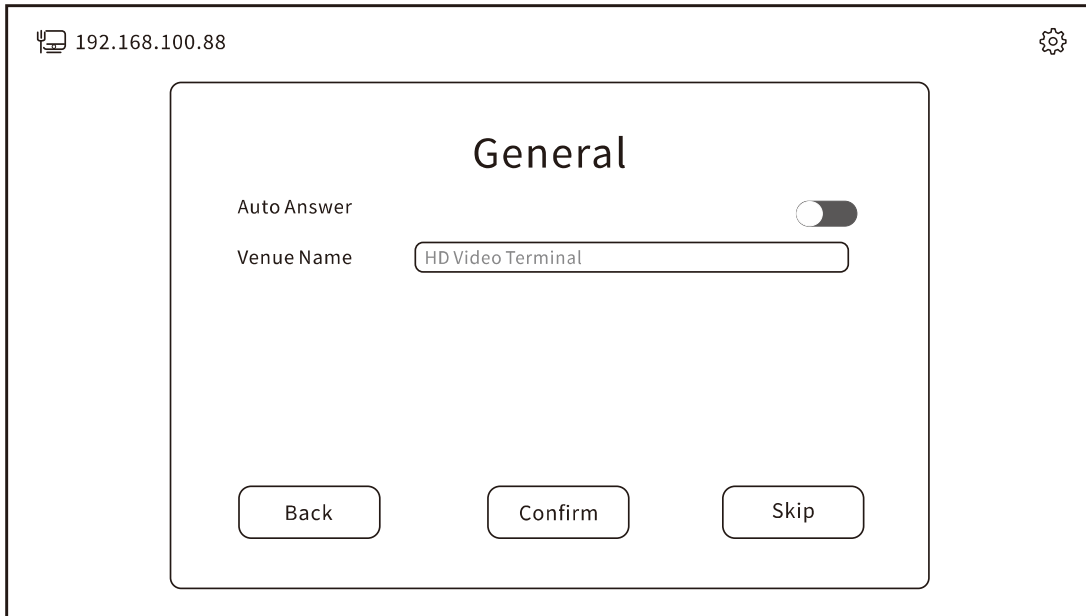 192.168.100.88
General
Auto Answer
Venue Name HD Video Terminal
Back Confirm Skip